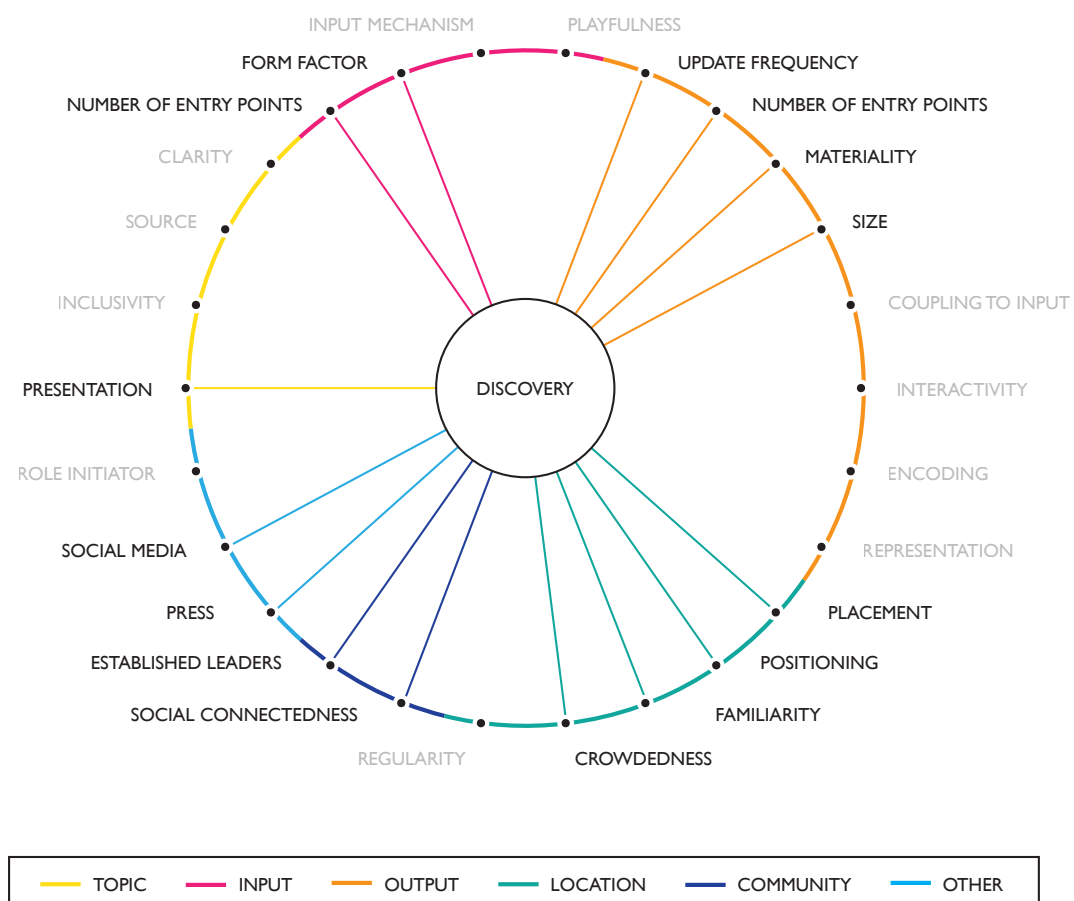 INPUT MECHANISM
PLAYFULNESS
FORM FACTOR
UPDATE FREQUENCY
NUMBER OF ENTRY POINTS
NUMBER OF ENTRY POINTS
CLARITY
MATERIALITY
SOURCE
SIZE
INCLUSIVITY
COUPLING TO INPUT
PRESENTATION
DISCOVERY
INTERACTIVITY
ROLE INITIATOR
ENCODING
SOCIAL MEDIA
REPRESENTATION
PRESS
PLACEMENT
ESTABLISHED LEADERS
POSITIONING
SOCIAL CONNECTEDNESS
FAMILIARITY
REGULARITY
CROWDEDNESS
TOPIC
INPUT
OUTPUT
LOCATION
COMMUNITY
OTHER